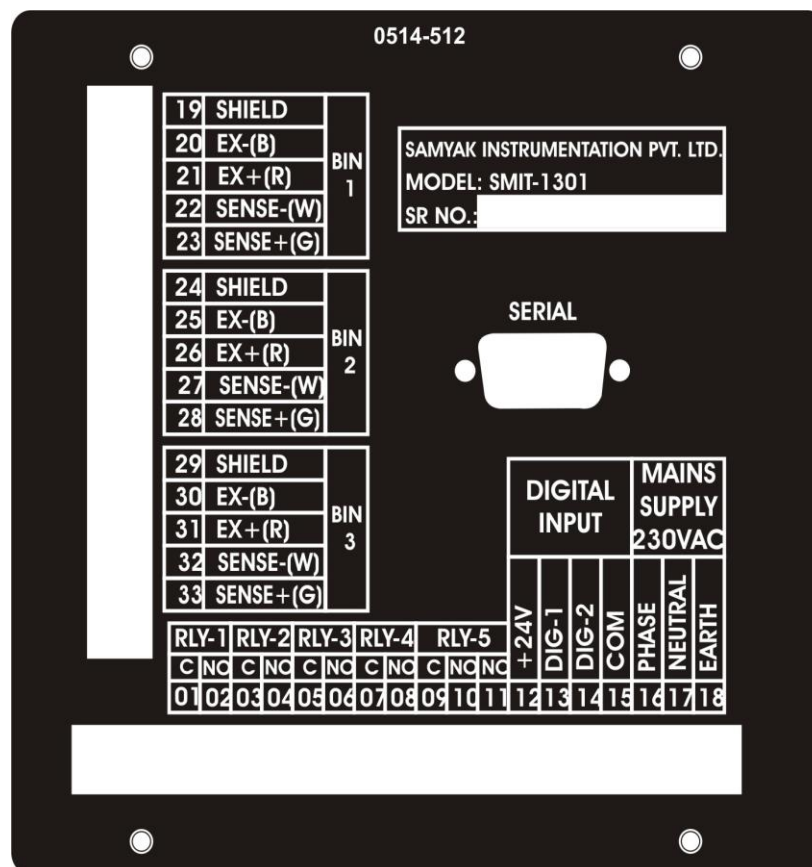 0514-512
19 SHIELD
20 EX-(B)
21 EX+(R)
22 SENSE-(W)
23 SENSE+(G)
BIN
1
SAMYAK INSTRUMENTATION PVT. LTD.
MODEL: SMIT-1301
SR NO.:
24 SHIELD
25 EX-(B)
26 EX+(R)
27 SENSE-(W)
28 SENSE+(G)
BIN
2
SERIAL
29 SHIELD
30 EX-(B)
31 EX+(R)
32 SENSE-(W)
33 SENSE+(G)
BIN
3
DIGITAL
INPUT
MAINS
SUPPLY
230VAC
+24V DIG-1 DIG-2 COM PHASE NEUTRAL EARTH
RLY-1 RLY-2 RLY-3 RLY-4 RLY-5
C NO C NO C NO C NO C NO NC
01 02 03 04 05 06 07 08 09 10 11 12 13 14 15 16 17 18